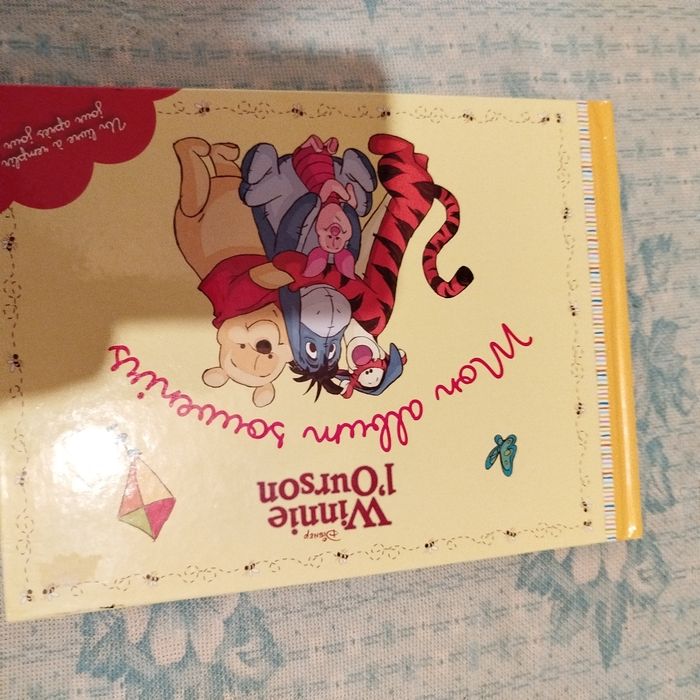 Disney
Winnie
l'Ourson
Mon album souvenirs
Un livre à remplir
jour après jour